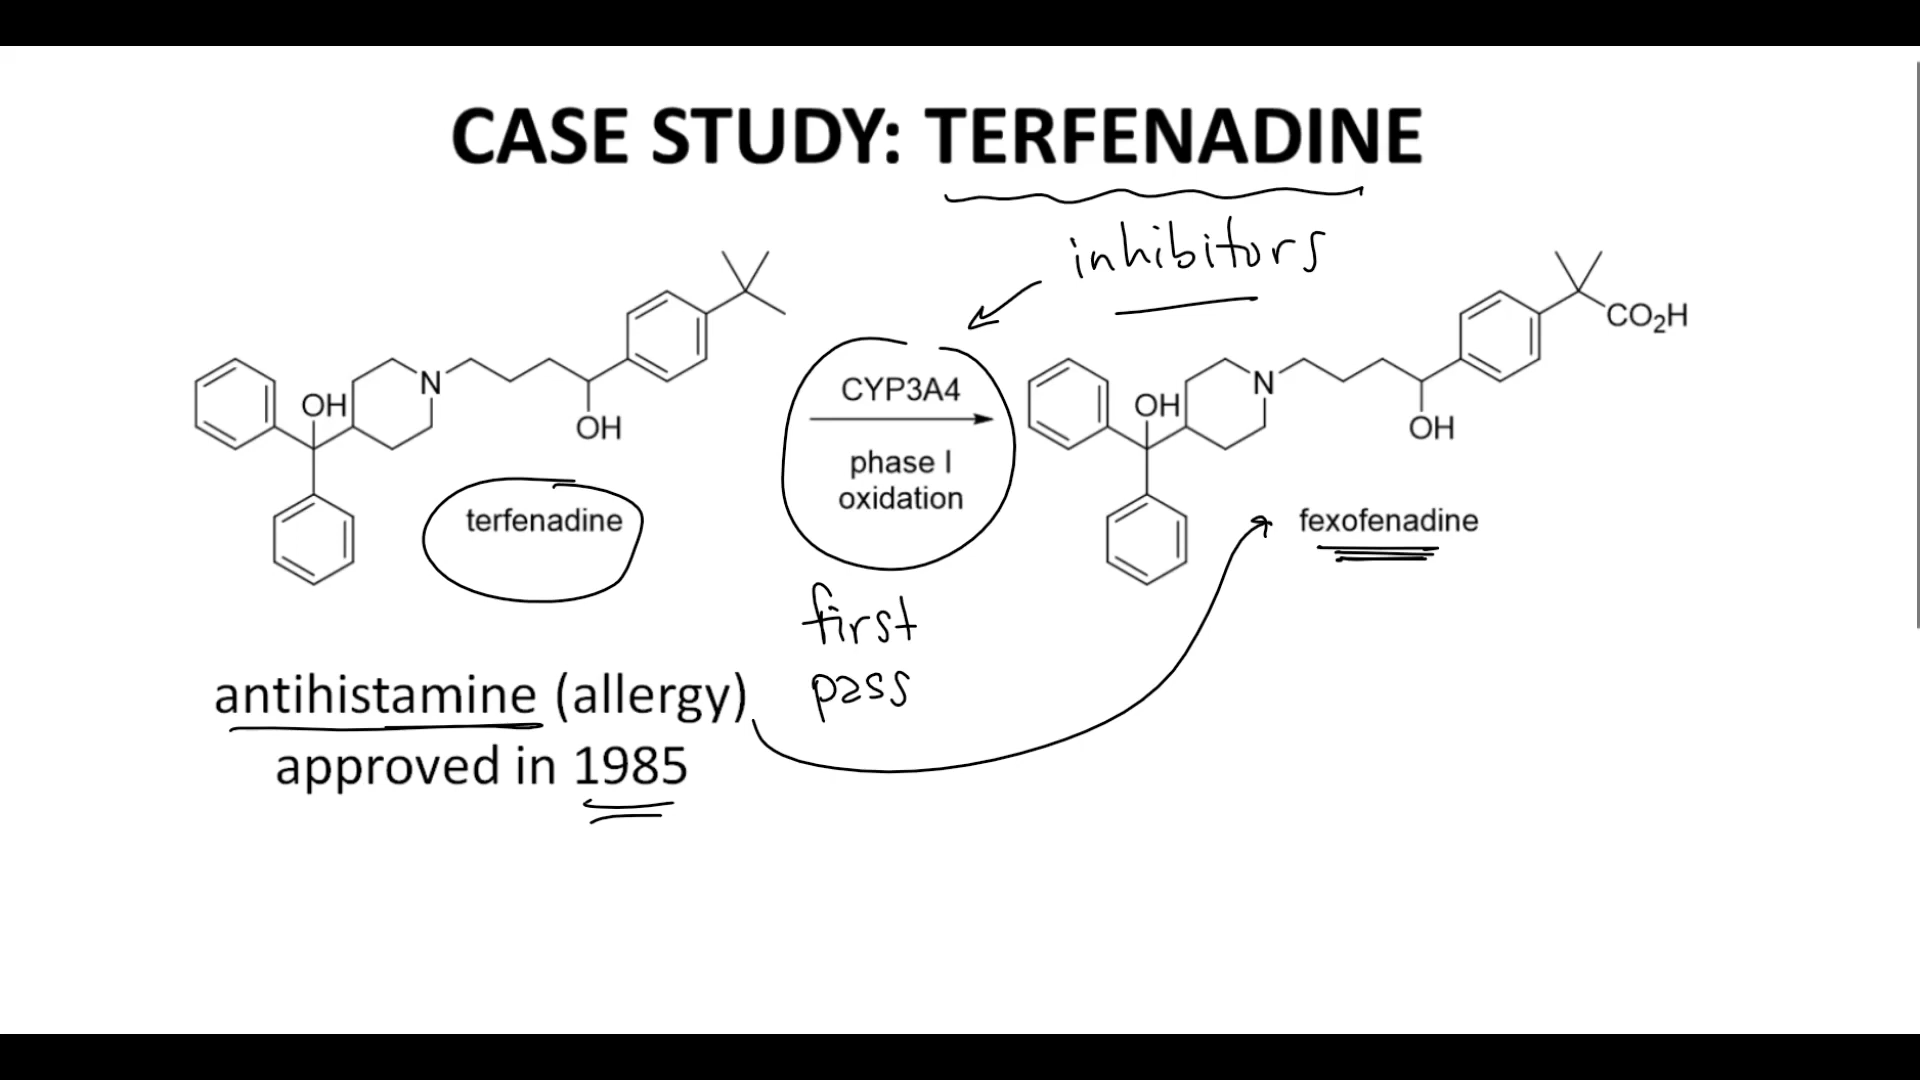 CASE STUDY: TERFENADINE
inhibitors
CO₂H
CYP3A4
N
N
OH
OH
OH
OH
phase I
oxidation
terfenadine
fexofenadine
first
pass
antihistamine (allergy)
approved in 1985